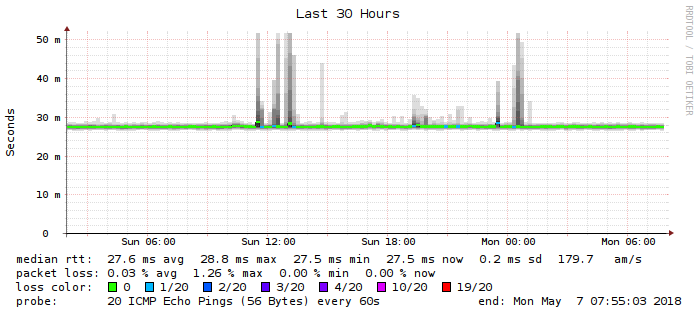 Last 30 Hours
RRDTOOL / TOBI OETIKER
Seconds
50 m
40 m
30 m
20 m
10 m
0
Sun 06:00 Sun 12:00 Sun 18:00 Mon 00:00 Mon 06:00
median rtt: 27.6 ms avg 28.8 ms max 27.5 ms min 27.5 ms now 0.2 ms sd 179.7 am/s
packet loss: 0.03 % avg 1.26 % max 0.00 % min 0.00 % now
loss color: 0 1/20 2/20 3/20 4/20 10/20 19/20
probe: 20 ICMP Echo Pings (56 Bytes) every 60s end: Mon May 7 07:55:03 2018